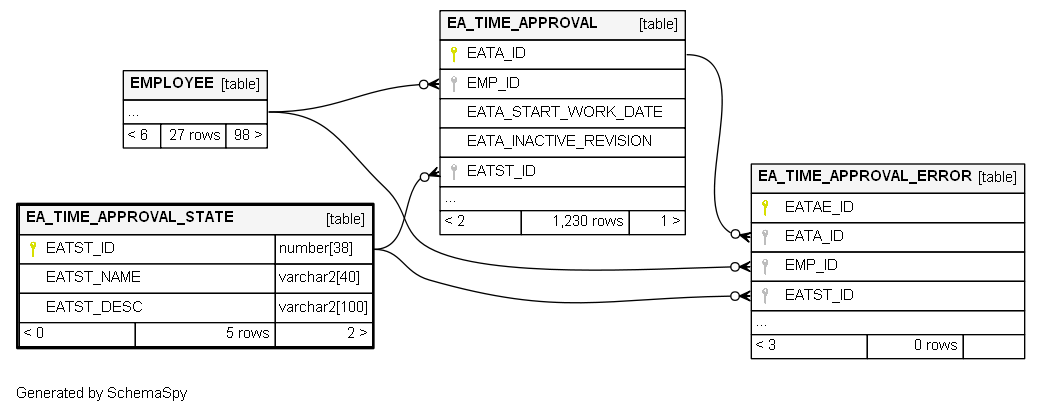 EA_TIME_APPROVAL [table]
EATA_ID
EMP_ID
EATA_START_WORK_DATE
EATA_INACTIVE_REVISION
EATST_ID
...
< 2 1,230 rows 1 >
EMPLOYEE [table]
...
< 6 27 rows 98 >
EA_TIME_APPROVAL_ERROR [table]
EATAE_ID
EATA_ID
EMP_ID
EATST_ID
...
< 3 0 rows
EA_TIME_APPROVAL_STATE [table]
EATST_ID number[38]
EATST_NAME varchar2[40]
EATST_DESC varchar2[100]
< 0 5 rows 2 >
Generated by SchemaSpy